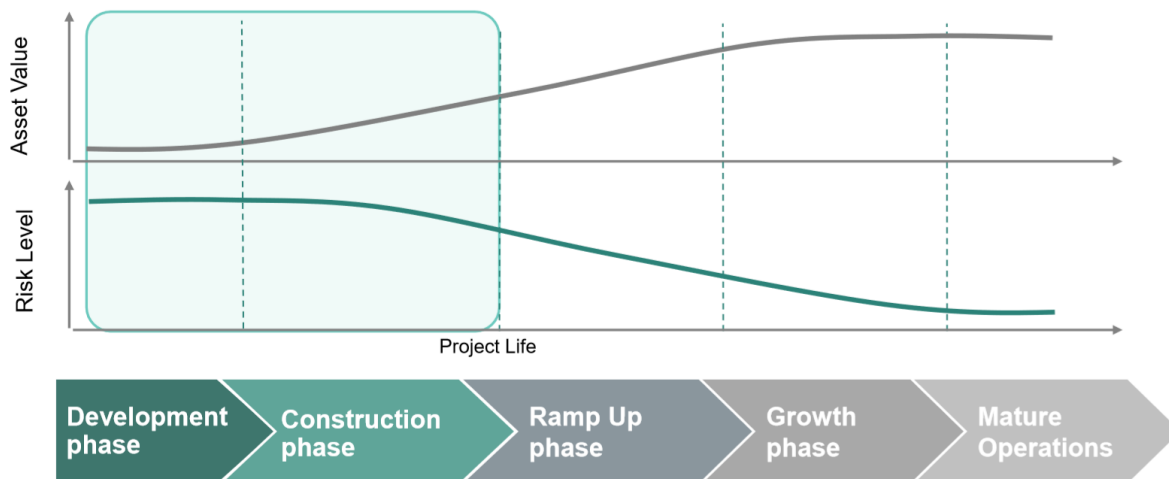 Asset Value
Risk Level
Project Life
Development
phase
Construction
phase
Ramp Up
phase
Growth
phase
Mature
Operations